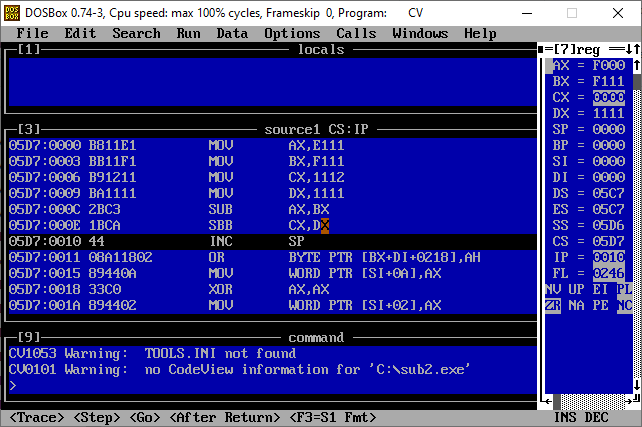 DOSBox 0.74-3, Cpu speed: max 100% cycles, Frameskip 0, Program: CV
File Edit Search Run Data Options Calls Windows Help
[1] locals
[3] source1 CS:IP
05D7:0000 B811E1 MOV AX,E111
05D7:0003 BB11F1 MOV BX,F111
05D7:0006 B91211 MOV CX,1112
05D7:0009 BA1111 MOV DX,1111
05D7:000C 2BC3 SUB AX,BX
05D7:000E 1BCA SBB CX,DX
05D7:0010 44 INC SP
05D7:0011 08A11802 OR BYTE PTR [BX+DI+0218],AH
05D7:0015 89440A MOV WORD PTR [SI+0A],AX
05D7:0018 33C0 XOR AX,AX
05D7:001A 894402 MOV WORD PTR [SI+02],AX
[9] command
CV1053 Warning: TOOLS.INI not found
CV0101 Warning: no CodeView information for 'C:\sub2.exe'
>
[7]reg
AX = F000
BX = F111
CX = 0000
DX = 1111
SP = 0000
BP = 0000
SI = 0000
DI = 0000
DS = 05C7
ES = 05C7
SS = 05D6
CS = 05D7
IP = 0010
FL = 0246
NV UP EI PL
ZR NA PE NC
<Trace> <Step> <Go> <After Return> <F3=S1 Fmt> INS DEC